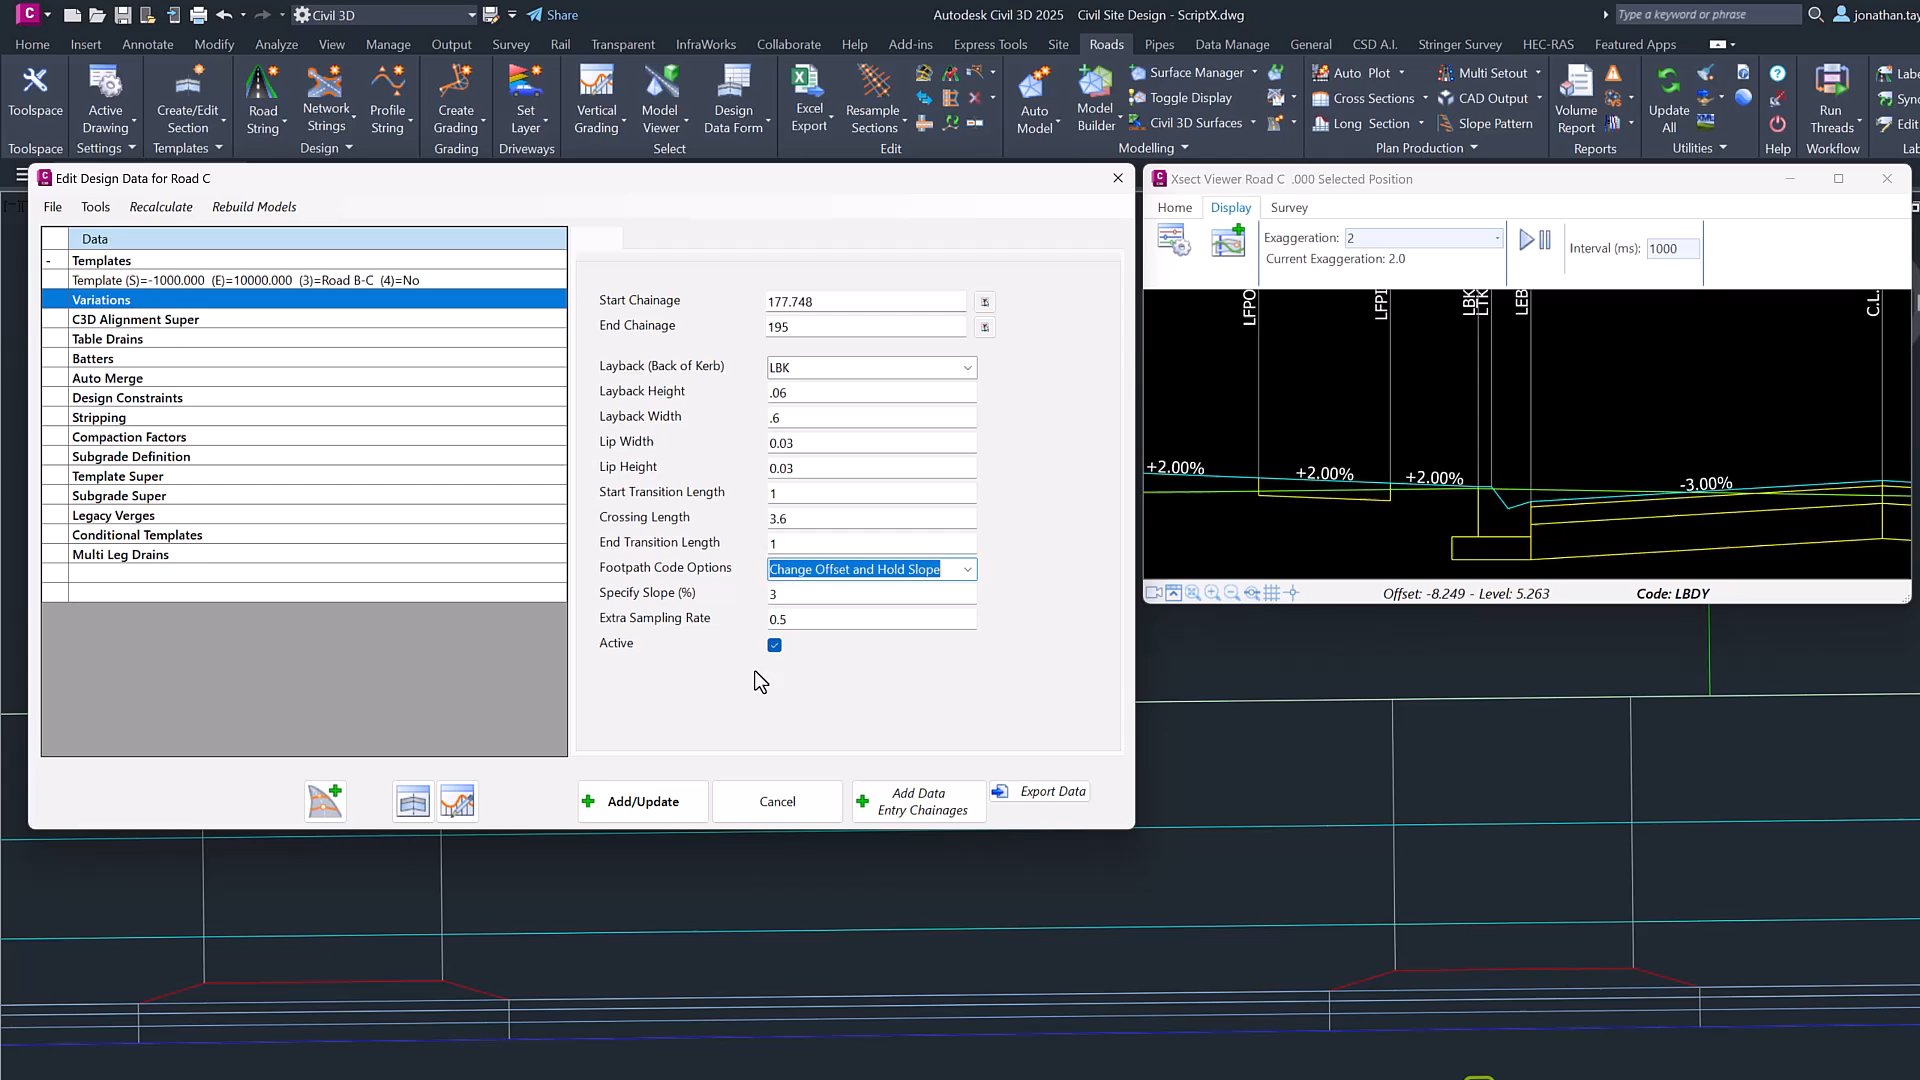 Civil 3D
Share
Autodesk Civil 3D 2025 Civil Site Design - ScriptX.dwg
Type a keyword or phrase
jonathan.tay
Home Insert Annotate Modify Analyze View Manage Output Survey Rail Transparent InfraWorks Collaborate Help Add-ins Express Tools Site Roads Pipes Data Manage General CSD A.I. Stringer Survey HEC-RAS Featured Apps
Toolspace
Toolspace
Active
Drawing
Settings
Create/Edit
Section
Templates
Road
String
Network
Strings
Profile
String
Design
Create
Grading
Grading
Set
Layer
Driveways
Vertical
Grading
Model
Viewer
Design
Data Form
Select
Excel
Export
Resample
Sections
Edit
Auto
Model
Model
Builder
Surface Manager
Toggle Display
Civil 3D Surfaces
Modelling
Auto Plot
Cross Sections
Long Section
Multi Setout
CAD Output
Slope Pattern
Plan Production
Volume
Report
Reports
Update
All
Utilities
Help
Run
Threads
Workflow
Labe
Sync
Edit
Lab
Edit Design Data for Road C
File Tools Recalculate Rebuild Models
Data
- Templates
Template (S)=-1000.000 (E)=10000.000 (3)=Road B-C (4)=No
Variations
C3D Alignment Super
Table Drains
Batters
Auto Merge
Design Constraints
Stripping
Compaction Factors
Subgrade Definition
Template Super
Subgrade Super
Legacy Verges
Conditional Templates
Multi Leg Drains
Start Chainage 177.748
End Chainage 195
Layback (Back of Kerb) LBK
Layback Height .06
Layback Width .6
Lip Width 0.03
Lip Height 0.03
Start Transition Length 1
Crossing Length 3.6
End Transition Length 1
Footpath Code Options Change Offset and Hold Slope
Specify Slope (%) 3
Extra Sampling Rate 0.5
Active
Add/Update
Cancel
Add Data
Entry Chainages
Export Data
Xsect Viewer Road C .000 Selected Position
Home Display Survey
Exaggeration: 2
Current Exaggeration: 2.0
Interval (ms): 1000
LFPO
LFPI
LBK
LTK
LEB
C.L.
+2.00%
+2.00%
+2.00%
-3.00%
Offset: -8.249 - Level: 5.263
Code: LBDY